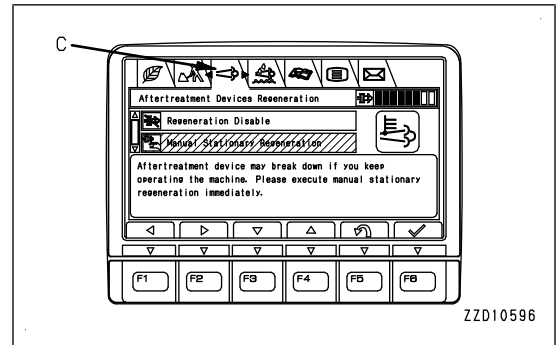 C
Aftertreatment Devices Regeneration
Regeneration Disable
Manual Stationary Regeneration
Aftertreatment device may break down if you keep
operating the machine. Please execute manual stationary
regeneration immediately.
F1 F2 F3 F4 F5 F6
ZZD10596